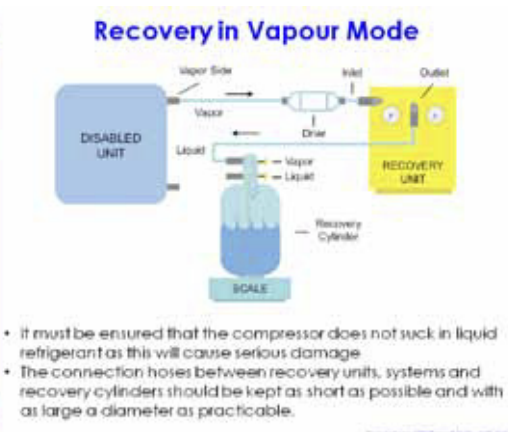 Recovery in Vapour Mode
Vapor Side
Inlet
Outlet
Vapor
Drier
DISABLED
UNIT
Liquid
Vapor
Liquid
RECOVERY
UNIT
Recovery
Cylinder
SCALE
• It must be ensured that the compressor does not suck in liquid
refrigerant as this will cause serious damage
• The connection hoses between recovery units, systems and
recovery cylinders should be kept as short as possible and with
as large a diameter as practicable.